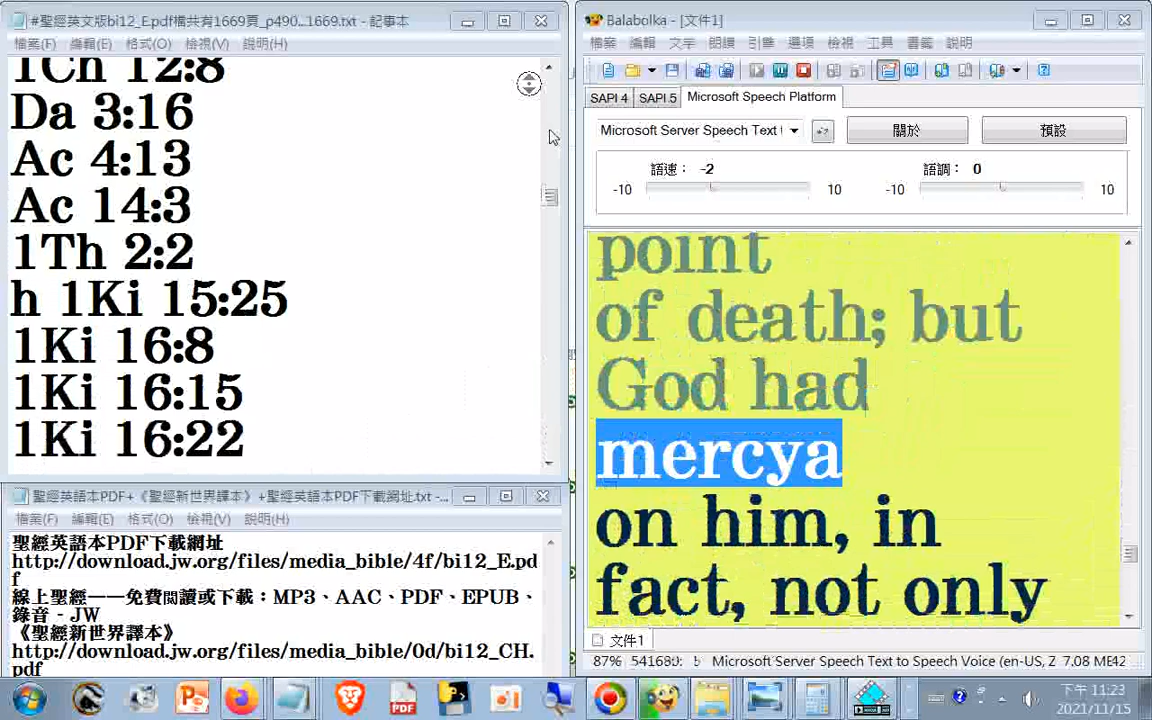 #聖經英文版bi12_E.pdf檔共有1669頁_p490...1669.txt - 記事本
檔案(F) 編輯(E) 格式(O) 檢視(V) 說明(H)
1Ch 12:8
Da 3:16
Ac 4:13
Ac 14:3
1Th 2:2
h 1Ki 15:25
1Ki 16:8
1Ki 16:15
1Ki 16:22
聖經英語本PDF+《聖經新世界譯本》+聖經英語本PDF下載網址.txt -...
檔案(F) 編輯(E) 格式(O) 檢視(V) 說明(H)
聖經英語本PDF下載網址
http://download.jw.org/files/media_bible/4f/bi12_E.pd
f
線上聖經——免費閱讀或下載：MP3、AAC、PDF、EPUB、
錄音 - JW
《聖經新世界譯本》
http://download.jw.org/files/media_bible/0d/bi12_CH.
pdf
Balabolka - [文件1]
檔案 編輯 文字 朗讀 引擎 選項 檢視 工具 書籤 說明
SAPI 4 SAPI 5 Microsoft Speech Platform
Microsoft Server Speech Text 關於 預設
語速： -2 語調： 0
-10 10 -10 10
point
of death; but
God had
mercya
on him, in
fact, not only
文件1
87% Microsoft Server Speech Text to Speech Voice (en-US, Z 7.08 ME42
下午 11:23
2021/11/15